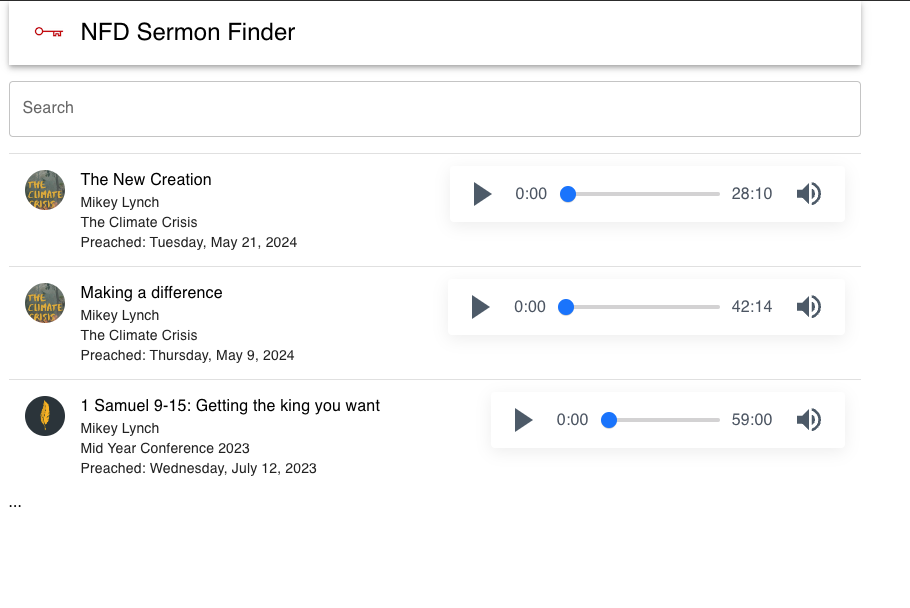 NFD Sermon Finder
Search
THE
CLIMATE
CRISIS
The New Creation
Mikey Lynch
The Climate Crisis
Preached: Tuesday, May 21, 2024
0:00 28:10
THE
CLIMATE
CRISIS
Making a difference
Mikey Lynch
The Climate Crisis
Preached: Thursday, May 9, 2024
0:00 42:14
1 Samuel 9-15: Getting the king you want
Mikey Lynch
Mid Year Conference 2023
Preached: Wednesday, July 12, 2023
0:00 59:00
...